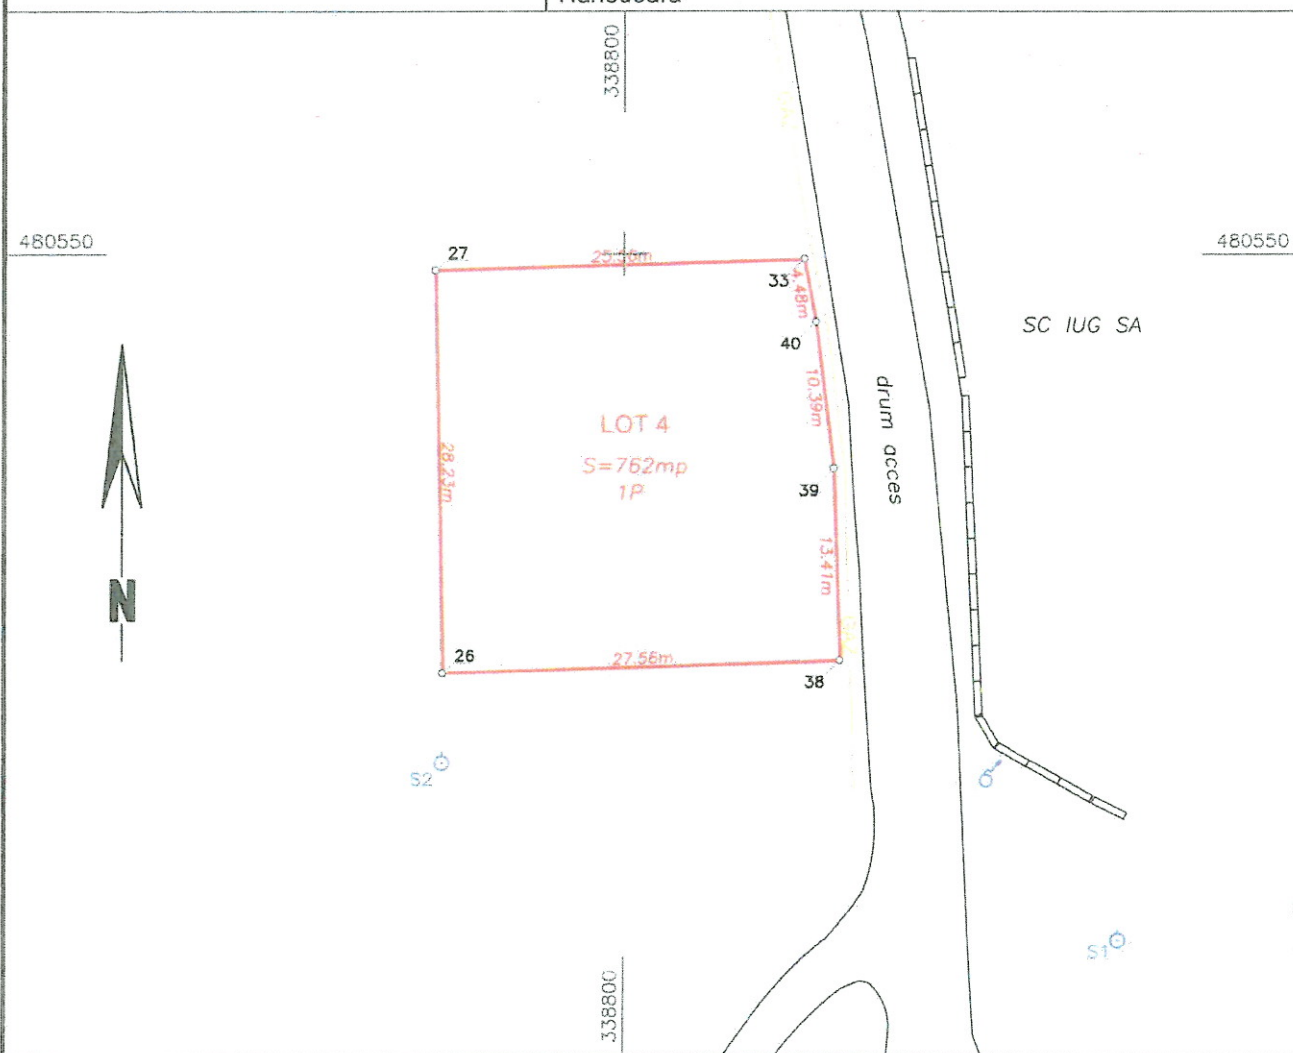 338800
480550
480550
27
33
4.48m
SC IUG SA
40
10.39m
drum acces
LOT 4
S=762mp
1P
28.23m
39
13.41m
N
26
27.56m
38
S2
S1
338800